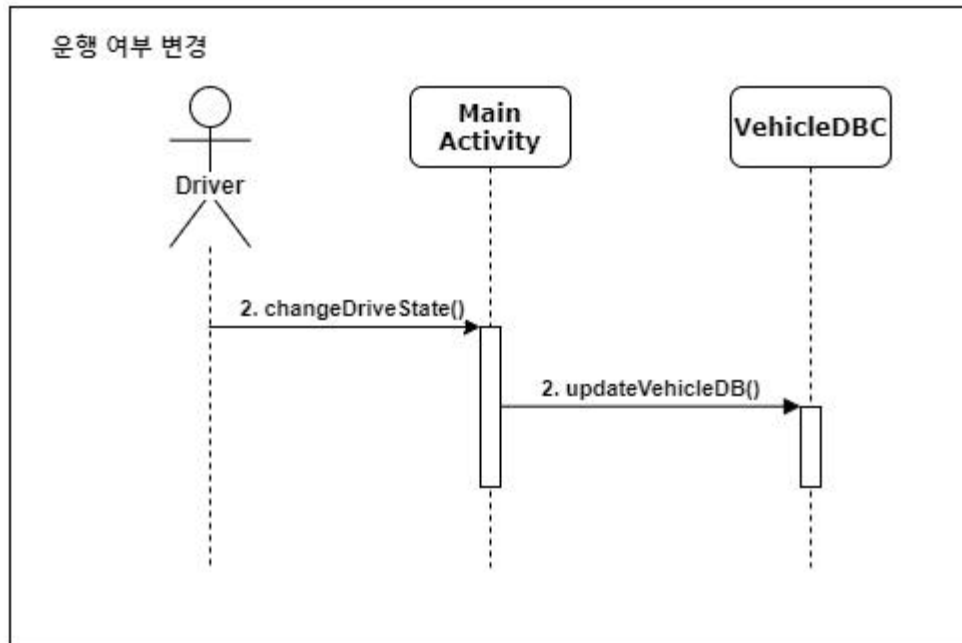 운행 여부 변경
Main
Activity
VehicleDBC
Driver
2. changeDriveState()
2. updateVehicleDB()